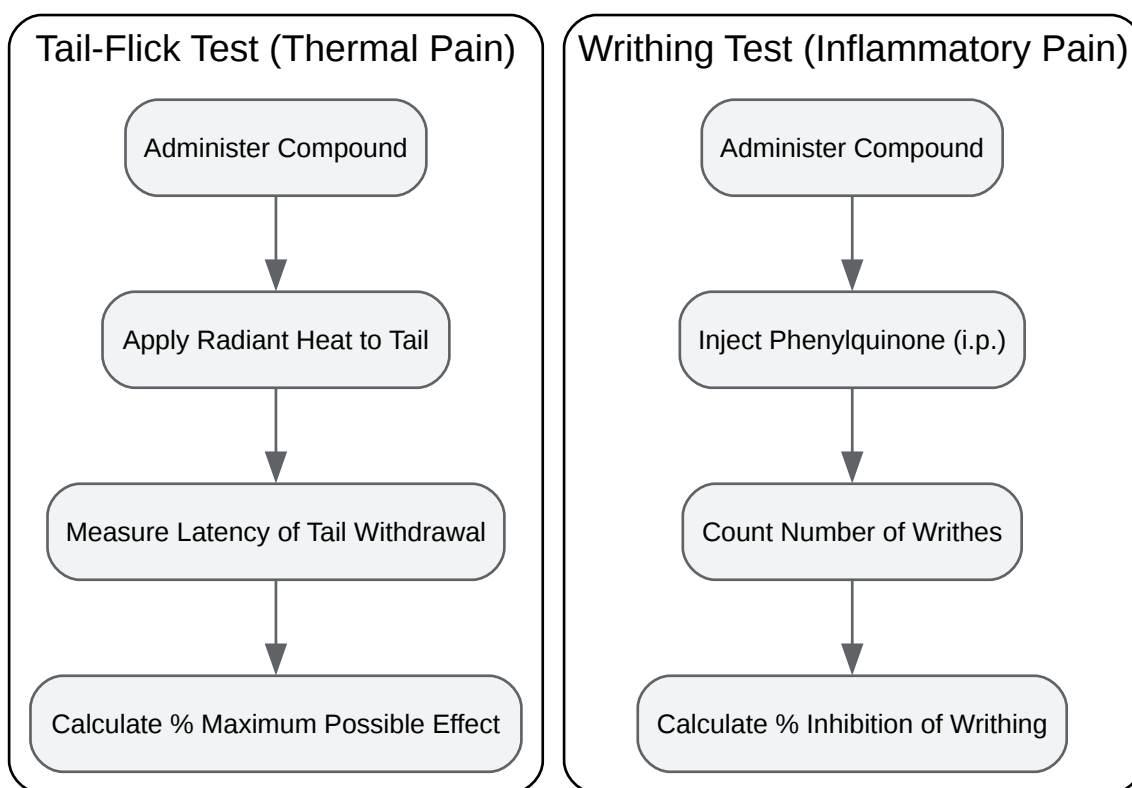 Tail-Flick Test (Thermal Pain)
Administer Compound
Apply Radiant Heat to Tail
Measure Latency of Tail Withdrawal
Calculate % Maximum Possible Effect
Writhing Test (Inflammatory Pain)
Administer Compound
Inject Phenylquinone (i.p.)
Count Number of Writhes
Calculate % Inhibition of Writhing